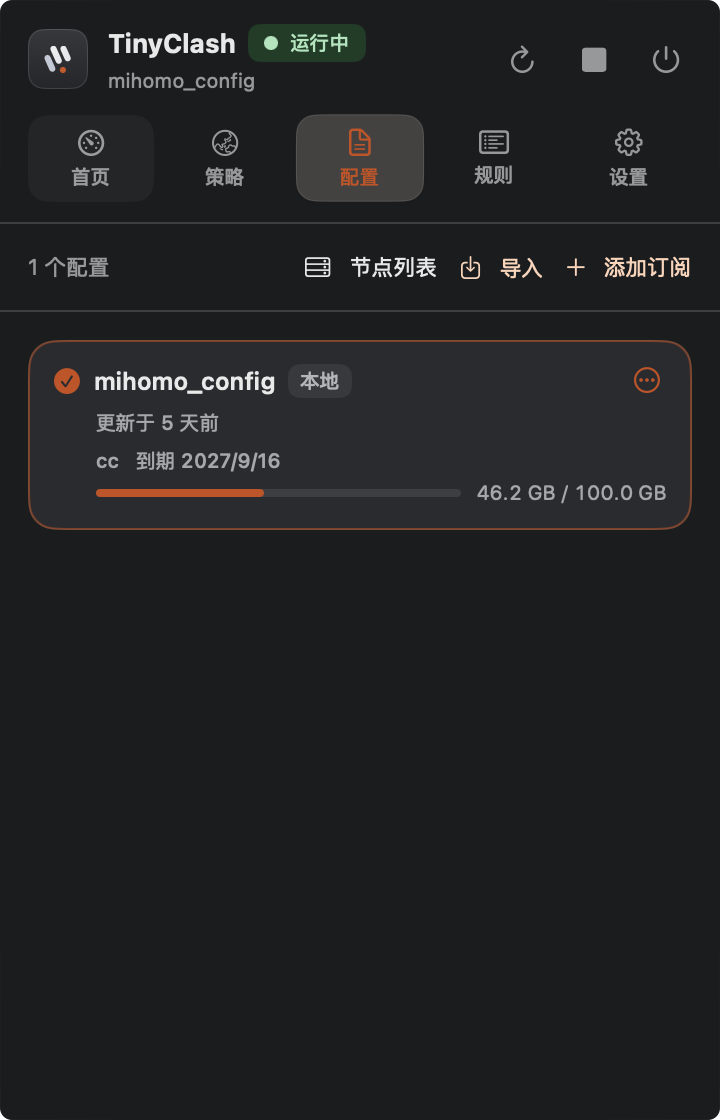 TinyClash 运行中
mihomo_config
首页 策略 配置 规则 设置
1 个配置 节点列表 导入 添加订阅
mihomo_config 本地
更新于 5 天前
cc 到期 2027/9/16
46.2 GB / 100.0 GB